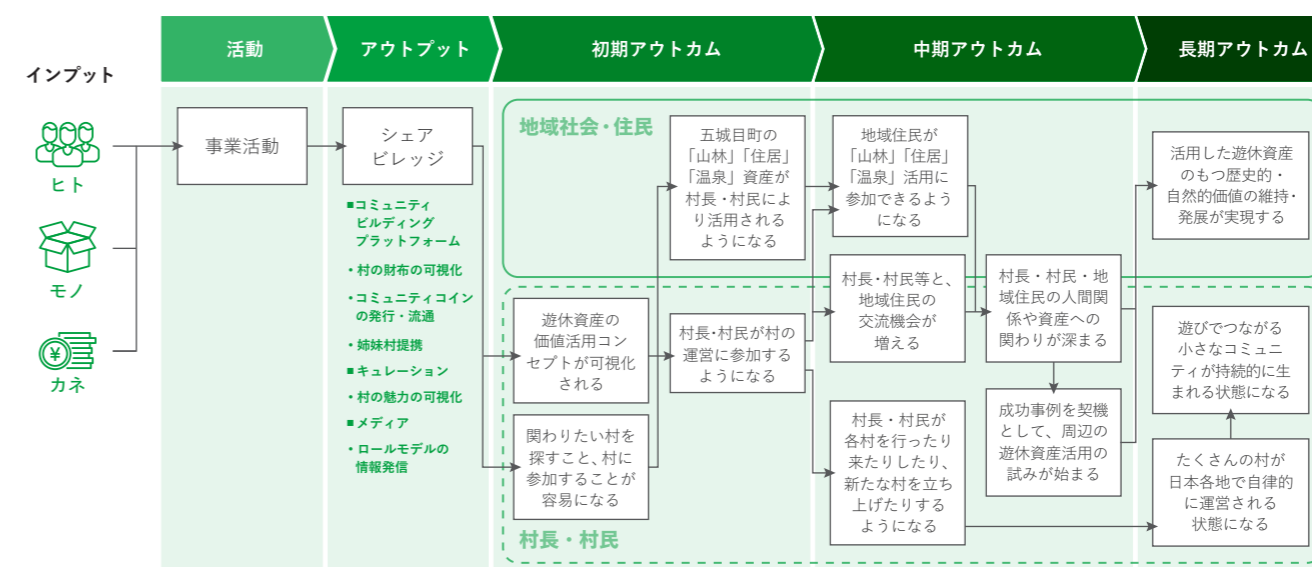 インプット
活動
アウトプット
初期アウトカム
中期アウトカム
長期アウトカム
ヒト
モノ
¥
カネ
事業活動
シェア
ビレッジ
■コミュニティ
ビルディング
プラットフォーム
・村の財布の可視化
・コミュニティコイン
の発行・流通
・姉妹村提携
■キュレーション
・村の魅力の可視化
■メディア
・ロールモデルの
情報発信
地域社会・住民
五城目町の
「山林」「住居」
「温泉」資産が
村長・村民によ
り活用される
ようになる
遊休資産の
価値活用コン
セプトが可視化
される
関わりたい村を
探すこと、村に
参加することが
容易になる
村長・村民が村の
運営に参加する
ようになる
村長・村民
地域住民が
「山林」「住居」
「温泉」活用に
参加できるよう
になる
村長・村民等と、
地域住民の
交流機会が
増える
村長・村民・地
域住民の人間関
係や資産への
関わりが深まる
村長・村民が
各村を行ったり
来たりしたり、
新たな村を立ち
上げたりする
ようになる
成功事例を契機
として、周辺の
遊休資産活用の
試みが始まる
活用した遊休資産
のもつ歴史的・
自然的価値の維持・
発展が実現する
遊びでつながる
小さなコミュニ
ティが持続的に生
まれる状態になる
たくさんの村が
日本各地で自律的
に運営される
状態になる